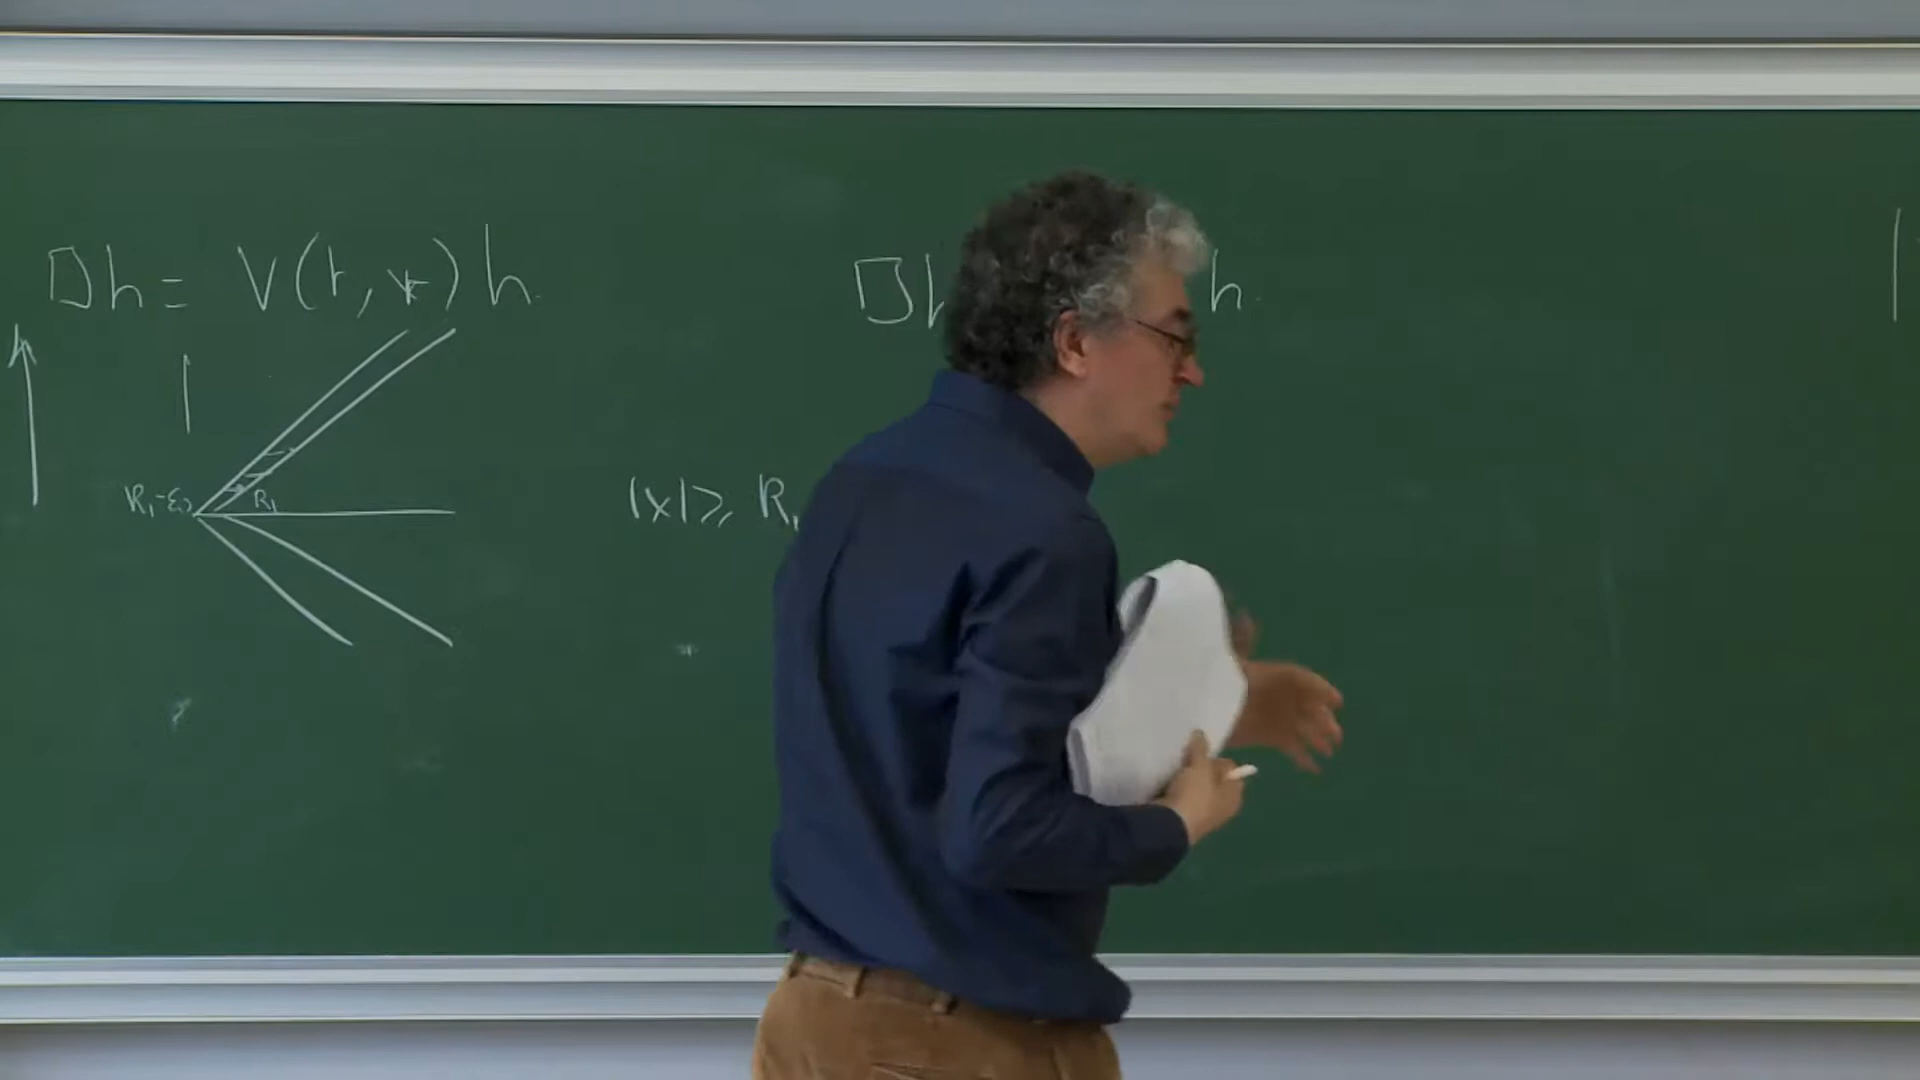 □h = V(t,x)h
□h h
R₁-ε₀ R₁
|x| ≥ R₁